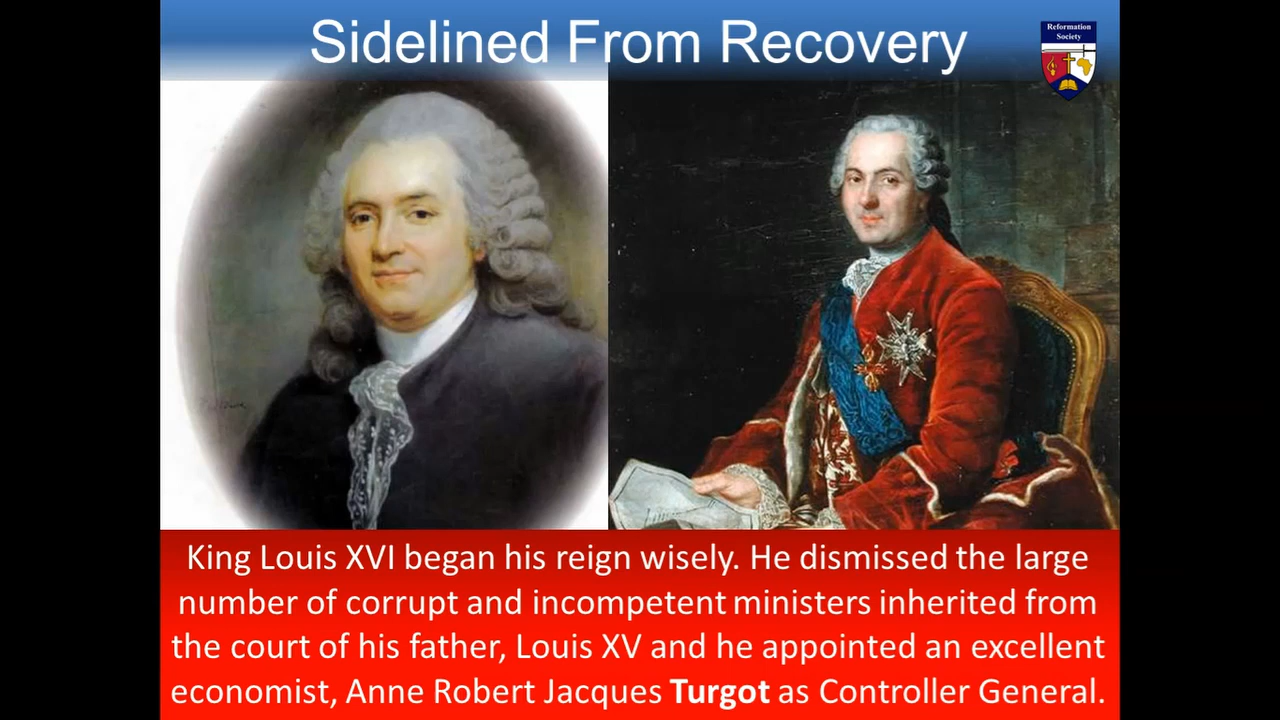 Sidelined From Recovery
Reformation
Society
King Louis XVI began his reign wisely. He dismissed the large
number of corrupt and incompetent ministers inherited from
the court of his father, Louis XV and he appointed an excellent
economist, Anne Robert Jacques Turgot as Controller General.